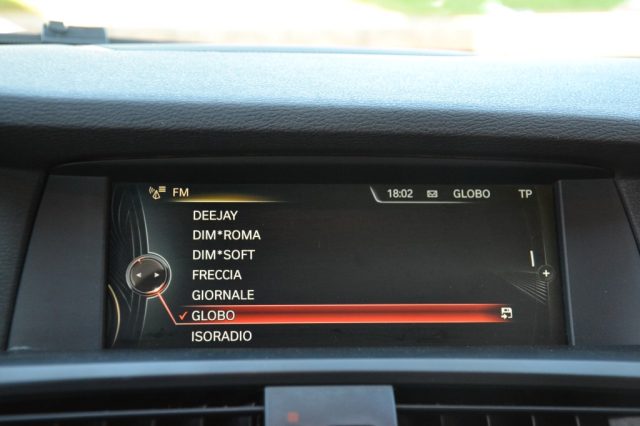 FM 18:02 GLOBO TP
DEEJAY
DIM*ROMA
DIM*SOFT
FRECCIA
GIORNALE
GLOBO
ISORADIO